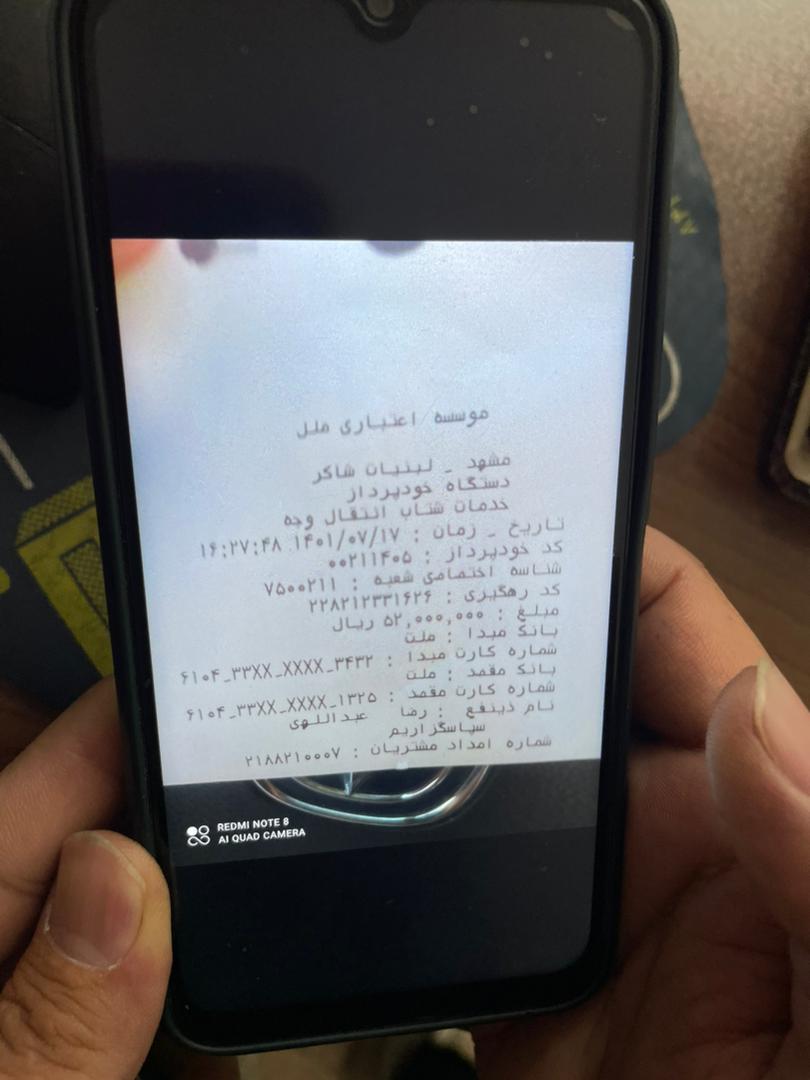 موسسه اعتباری ملل
مشهد _ لبنیات شاکر
دستگاه خودپرداز
خدمات شتاب انتقال وجه
تاریخ _ زمان : ۱۴۰۱/۰۷/۱۷ ۱۶:۲۷:۴۸
کد خودپرداز : ۰۰۲۱۱۴۰۵
شناسه اختصاصی شعبه : ۷۵۰۰۲۱۱
کد رهگیری : ۲۲۸۲۱۲۳۳۱۶۲۶
مبلغ : ۵۲,۰۰۰,۰۰۰ ریال
بانک مبدا : ملت
شماره کارت مبدا : ۶۱۰۴_۳۳XX_XXXX_۳۴۳۲
بانک مقصد : ملت
شماره کارت مقصد : ۶۱۰۴_۳۳XX_XXXX_۱۳۲۵
نام ذینفع : رضا عبداللهی
سپاسگزاریم
شماره امداد مشتریان : ۲۱۸۸۲۱۰۰۰۷
REDMI NOTE 8
AI QUAD CAMERA